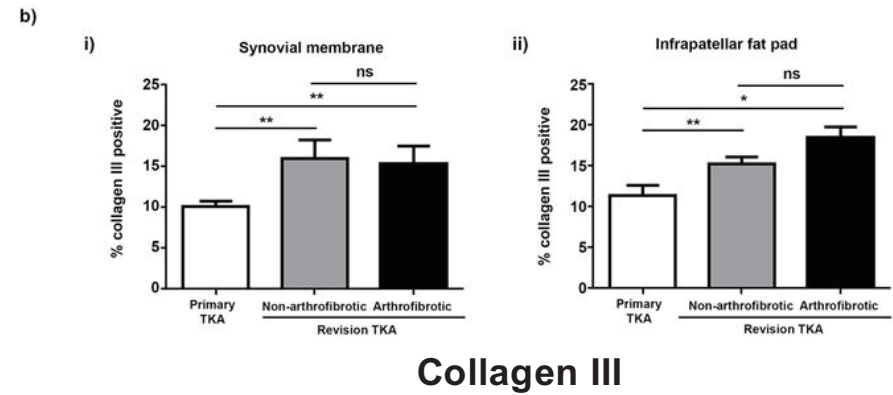 b)
i)
Synovial membrane
ns
**
**
% collagen III positive
25
20
15
10
5
0
Primary
TKA
Non-arthrofibrotic
Arthrofibrotic
Revision TKA
ii)
Infrapatellar fat pad
ns
*
**
% collagen III positive
25
20
15
10
5
0
Primary
TKA
Non-arthrofibrotic
Arthrofibrotic
Revision TKA
Collagen III